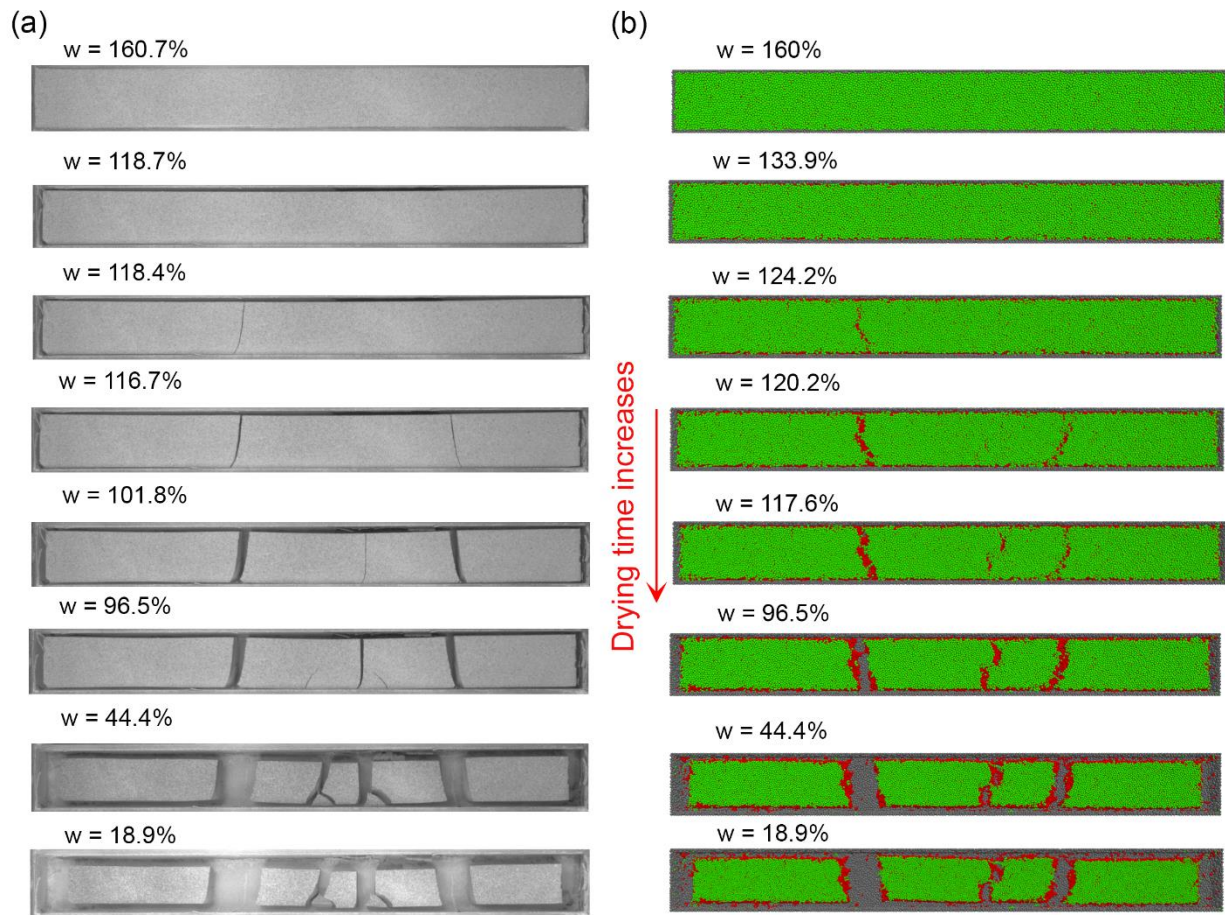 (a)
w = 160.7%
w = 118.7%
w = 118.4%
w = 116.7%
w = 101.8%
w = 96.5%
w = 44.4%
w = 18.9%
(b)
w = 160%
w = 133.9%
w = 124.2%
w = 120.2%
w = 117.6%
w = 96.5%
w = 44.4%
w = 18.9%
Drying time increases